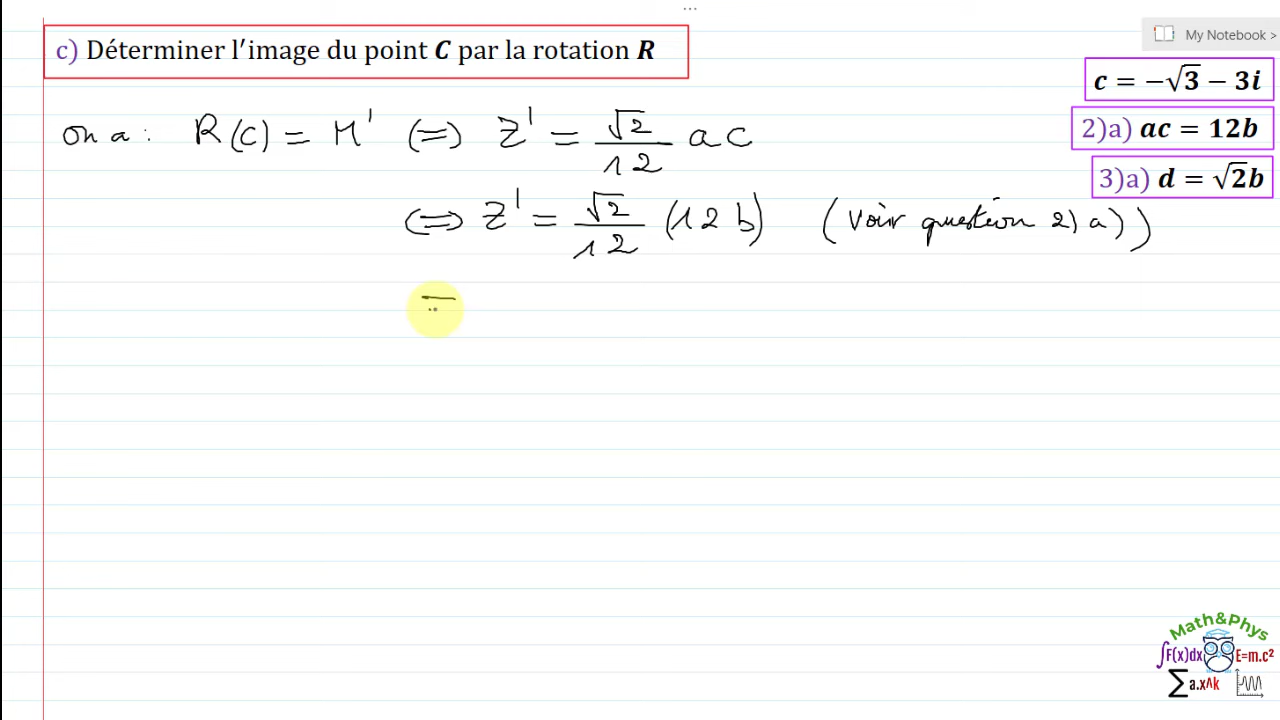 My Notebook >
c) Déterminer l'image du point C par la rotation R
c = −√3 − 3i
2)a) ac = 12b
3)a) d = √2b
on a : R(C) = M' (⇔) Z' = √2/12 ac
(⇔) Z' = √2/12 (12b) (Voir question 2) a))
Math&Phys
∫F(x)dx E=m.c²
∑ a.x^k